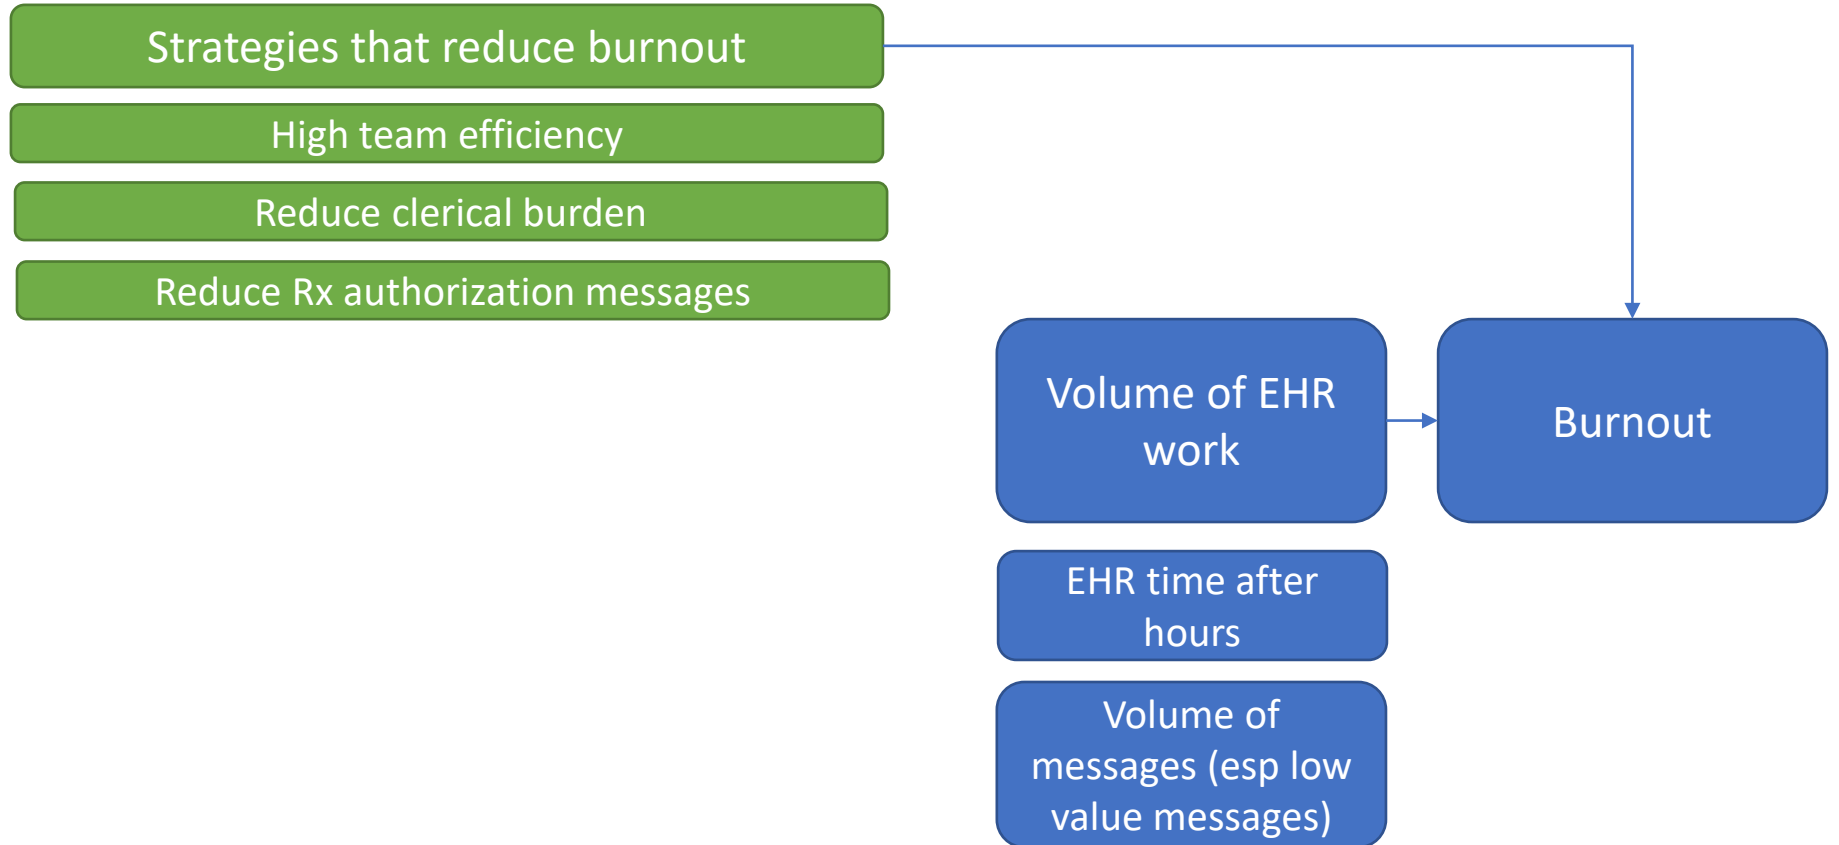 Strategies that reduce burnout
High team efficiency
Reduce clerical burden
Reduce Rx authorization messages
Volume of EHR
work
Burnout
EHR time after
hours
Volume of
messages (esp low
value messages)